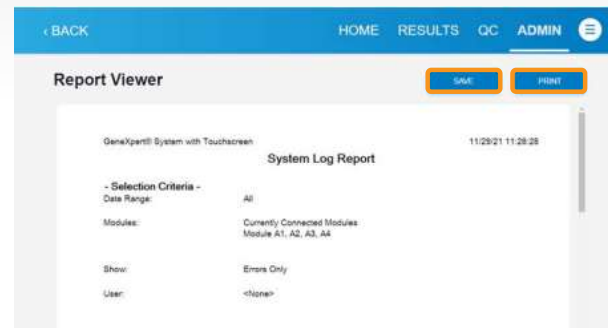 ‹ BACK HOME RESULTS QC ADMIN
Report Viewer SAVE PRINT
GeneXpert® System with Touchscreen 11/29/21 11:28:28
System Log Report
- Selection Criteria -
Date Range: All
Modules: Currently Connected Modules
Module A1, A2, A3, A4
Show: Errors Only
User: <None>